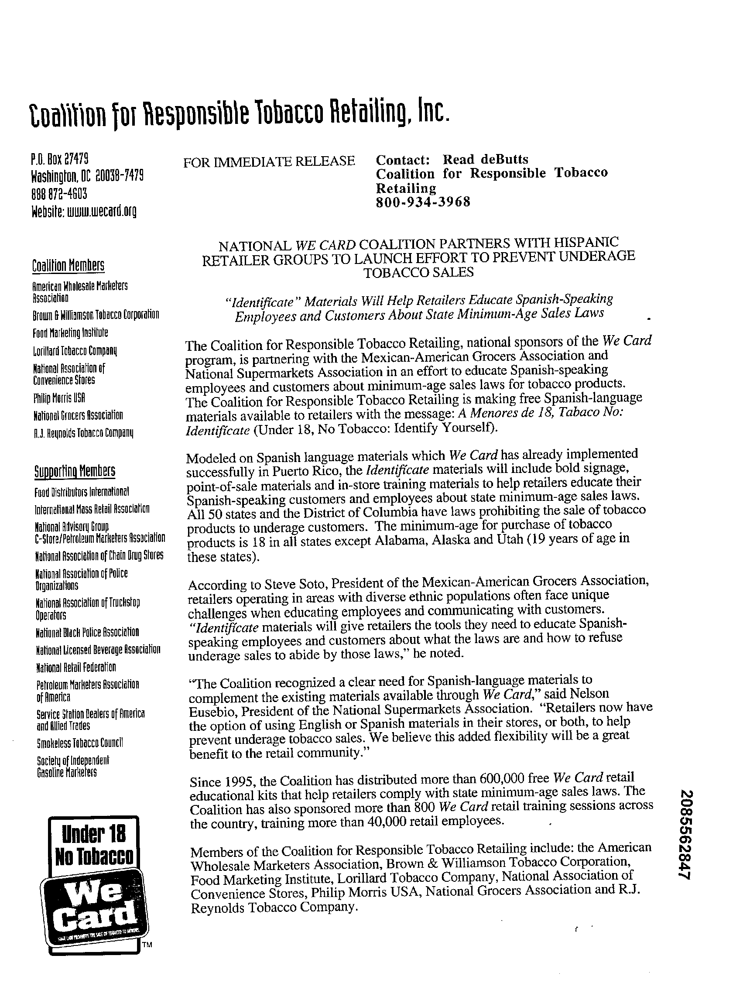 Coalition for Responsible Tobacco Retailing, Inc.
P.O. Box 27479
Washington, DC 20038-7479
888 872-4603
Website: www.wecard.org
FOR IMMEDIATE RELEASE
Contact: Read deButts
Coalition for Responsible Tobacco
Retailing
800-934-3968
Coalition Members
American Wholesale Marketers
Association
Brown & Williamson Tobacco Corporation
Food Marketing Institute
Lorillard Tobacco Company
National Association of
Convenience Stores
Philip Morris USA
National Grocers Association
R.J. Reynolds Tobacco Company
Supporting Members
Food Distributors International
International Mass Retail Association
National Advisory Group
C-Store/Petroleum Marketers Association
National Association of Chain Drug Stores
National Association of Police
Organizations
National Association of Truckstop
Operators
National Black Police Association
National Licensed Beverage Association
National Retail Federation
Petroleum Marketers Association
of America
Service Station Dealers of America
and Allied Trades
Smokeless Tobacco Council
Society of Independent
Gasoline Marketers
Under 18
No Tobacco
We
Card
TM
NATIONAL WE CARD COALITION PARTNERS WITH HISPANIC
RETAILER GROUPS TO LAUNCH EFFORT TO PREVENT UNDERAGE
TOBACCO SALES
"Identifícate" Materials Will Help Retailers Educate Spanish-Speaking
Employees and Customers About State Minimum-Age Sales Laws
The Coalition for Responsible Tobacco Retailing, national sponsors of the We Card
program, is partnering with the Mexican-American Grocers Association and
National Supermarkets Association in an effort to educate Spanish-speaking
employees and customers about minimum-age sales laws for tobacco products.
The Coalition for Responsible Tobacco Retailing is making free Spanish-language
materials available to retailers with the message: A Menores de 18, Tabaco No:
Identifícate (Under 18, No Tobacco: Identify Yourself).
Modeled on Spanish language materials which We Card has already implemented
successfully in Puerto Rico, the Identifícate materials will include bold signage,
point-of-sale materials and in-store training materials to help retailers educate their
Spanish-speaking customers and employees about state minimum-age sales laws.
All 50 states and the District of Columbia have laws prohibiting the sale of tobacco
products to underage customers. The minimum-age for purchase of tobacco
products is 18 in all states except Alabama, Alaska and Utah (19 years of age in
these states).
According to Steve Soto, President of the Mexican-American Grocers Association,
retailers operating in areas with diverse ethnic populations often face unique
challenges when educating employees and communicating with customers.
"Identifícate materials will give retailers the tools they need to educate Spanish-
speaking employees and customers about what the laws are and how to refuse
underage sales to abide by those laws," he noted.
"The Coalition recognized a clear need for Spanish-language materials to
complement the existing materials available through We Card," said Nelson
Eusebio, President of the National Supermarkets Association. "Retailers now have
the option of using English or Spanish materials in their stores, or both, to help
prevent underage tobacco sales. We believe this added flexibility will be a great
benefit to the retail community."
Since 1995, the Coalition has distributed more than 600,000 free We Card retail
educational kits that help retailers comply with state minimum-age sales laws. The
Coalition has also sponsored more than 800 We Card retail training sessions across
the country, training more than 40,000 retail employees.
Members of the Coalition for Responsible Tobacco Retailing include: the American
Wholesale Marketers Association, Brown & Williamson Tobacco Corporation,
Food Marketing Institute, Lorillard Tobacco Company, National Association of
Convenience Stores, Philip Morris USA, National Grocers Association and R.J.
Reynolds Tobacco Company.
2085562847